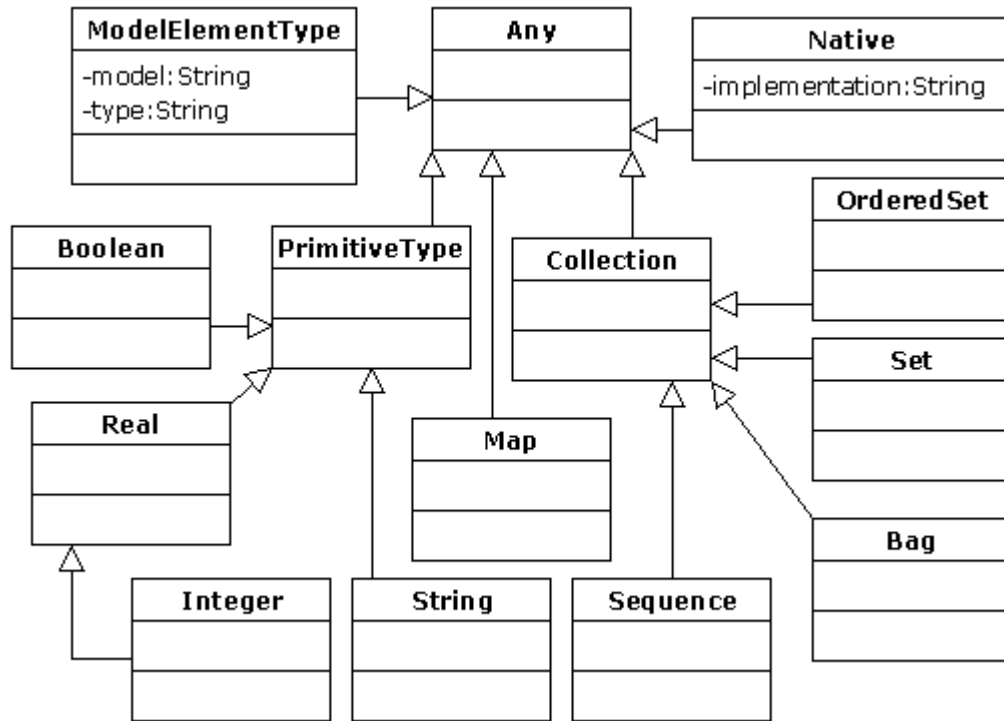 ModelElementType
-model:String
-type:String
Any
Native
-implementation:String
OrderedSet
Boolean
PrimitiveType
Collection
Set
Real
Map
Bag
Integer
String
Sequence